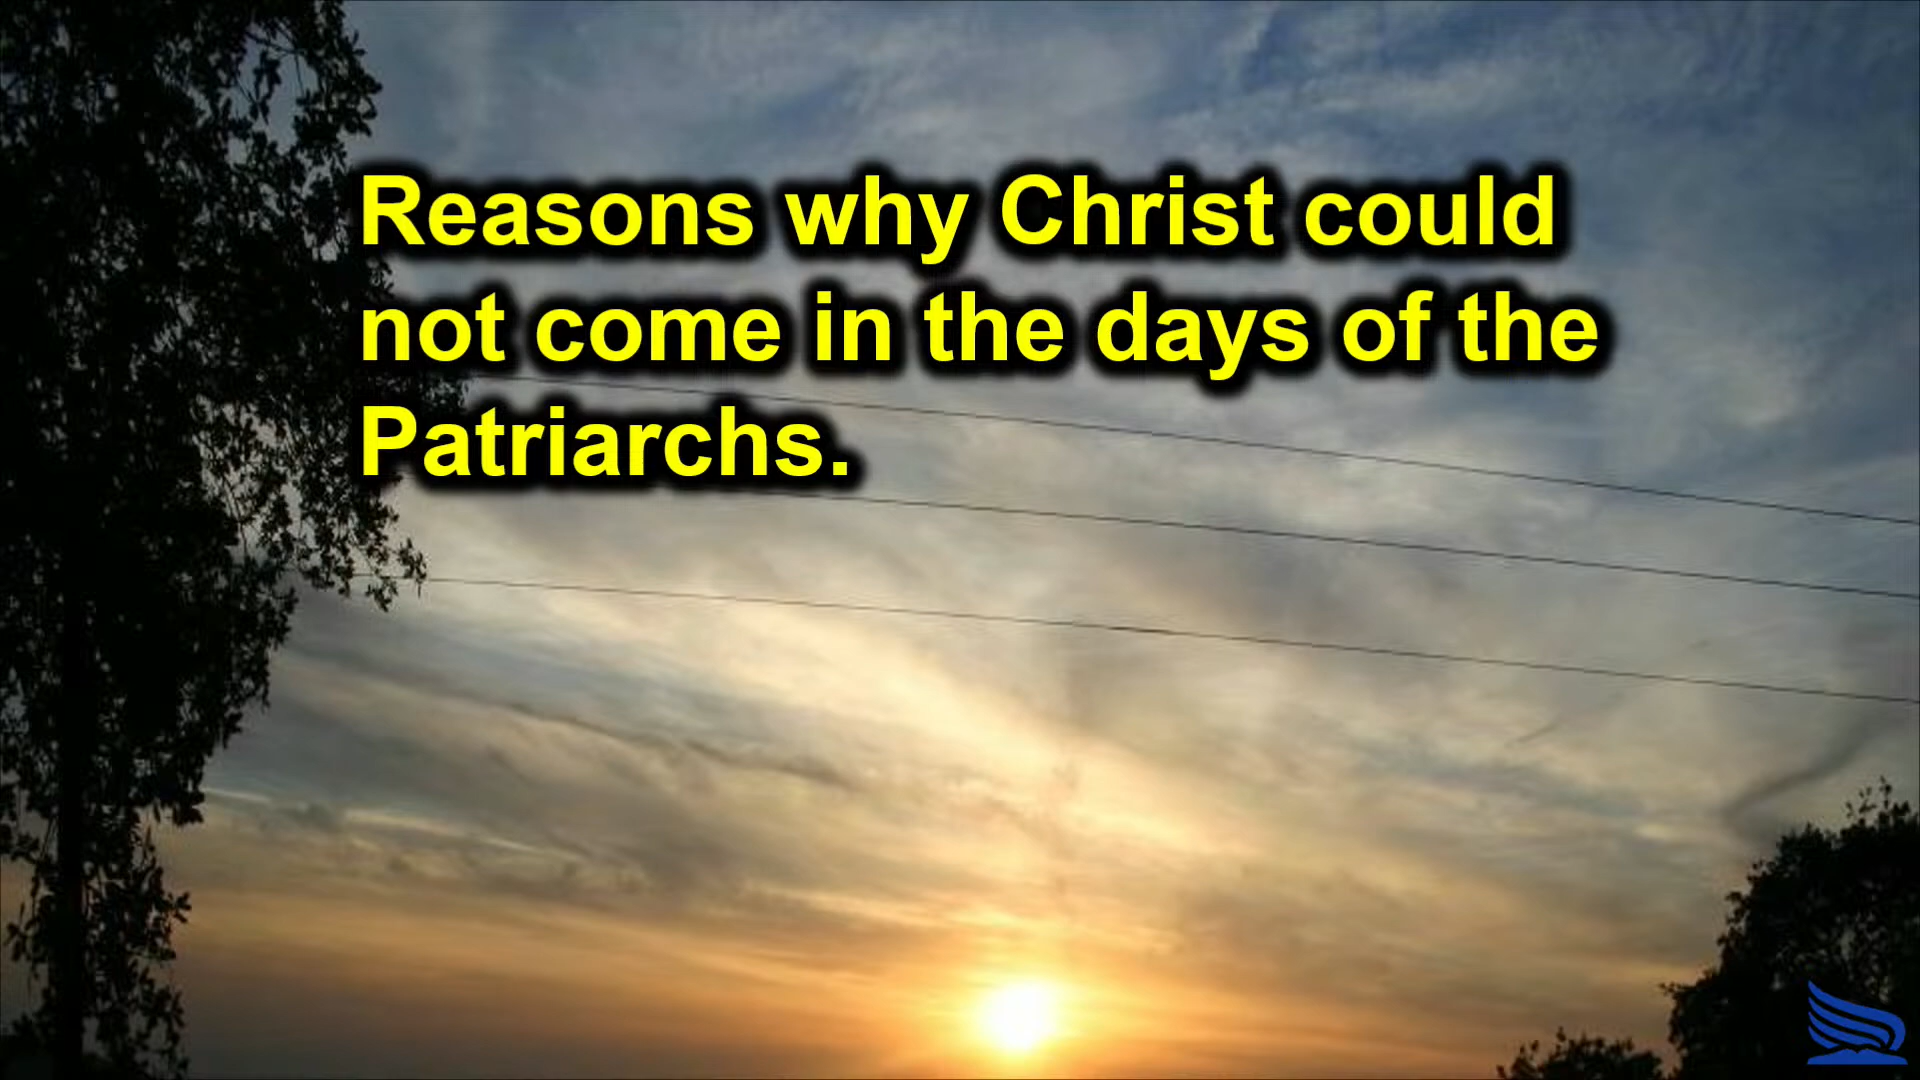 Reasons why Christ could
not come in the days of the
Patriarchs.